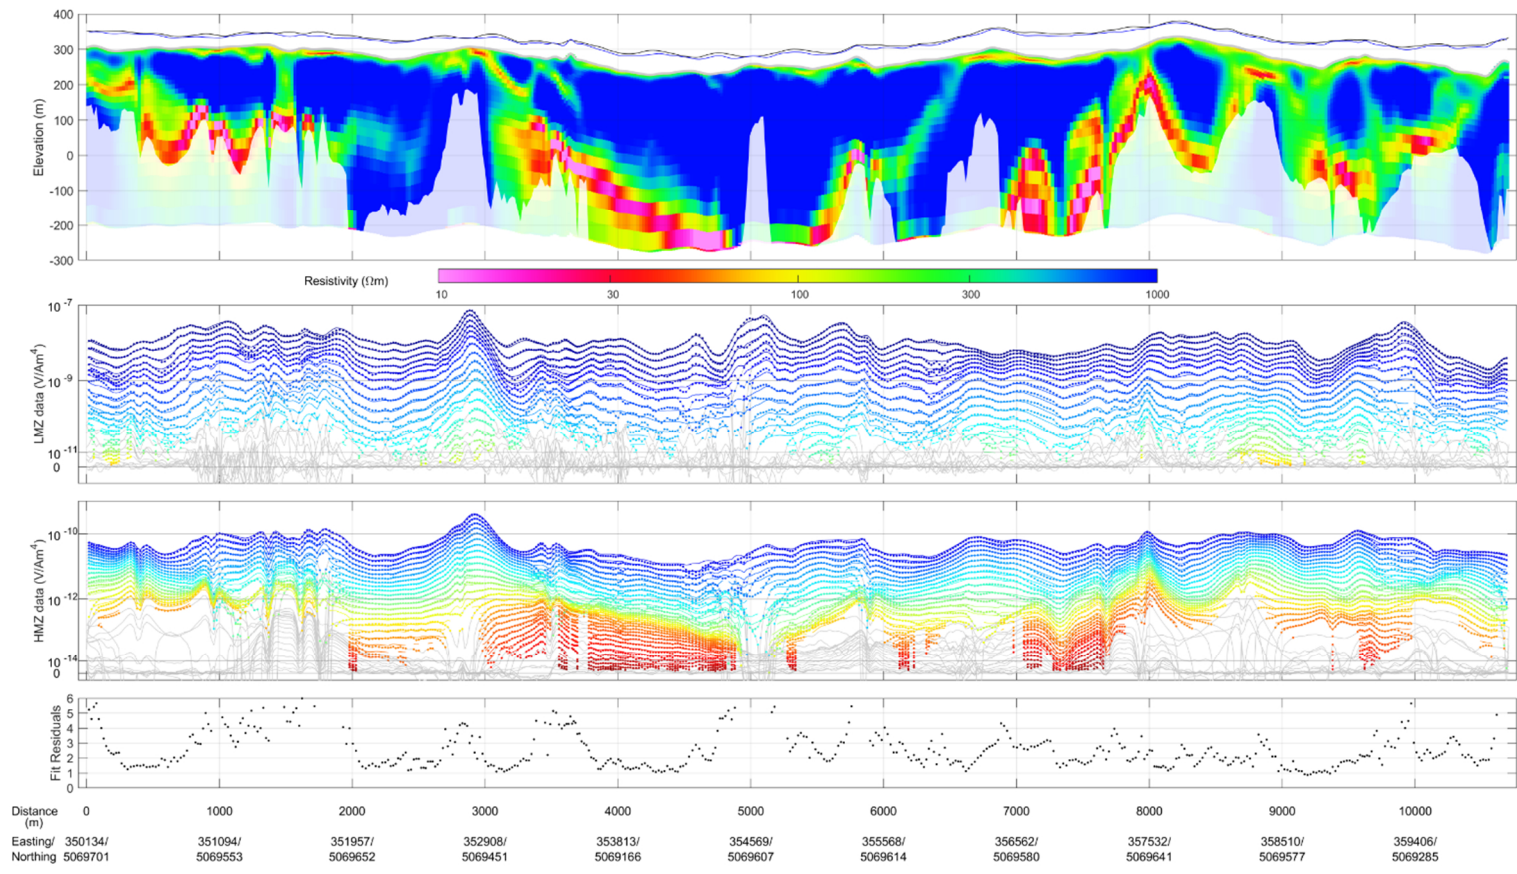 400
300
200
100
0
-100
-200
-300
Elevation (m)
Resistivity (Ωm)
10 30 100 300 1000
10 -7
10 -9
10 -11
0
LMZ data (V/Am⁴)
10 -10
10 -12
10 -14
0
HMZ data (V/Am⁴)
6
5
4
3
2
1
0
Fit Residuals
Distance (m) 0 1000 2000 3000 4000 5000 6000 7000 8000 9000 10000
Easting/ 350134/ 351094/ 351957/ 352908/ 353813/ 354569/ 355568/ 356562/ 357532/ 358510/ 359406/
Northing 5069701 5069553 5069652 5069451 5069166 5069607 5069614 5069580 5069641 5069577 5069285